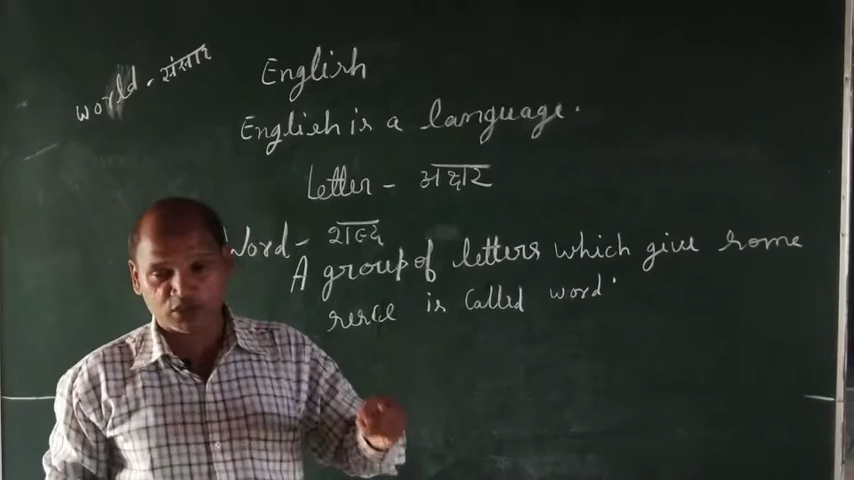 World - संसार
English
English is a language.
Letter - अक्षर
Word - शब्द
A group of letters which give some
sense is called word.